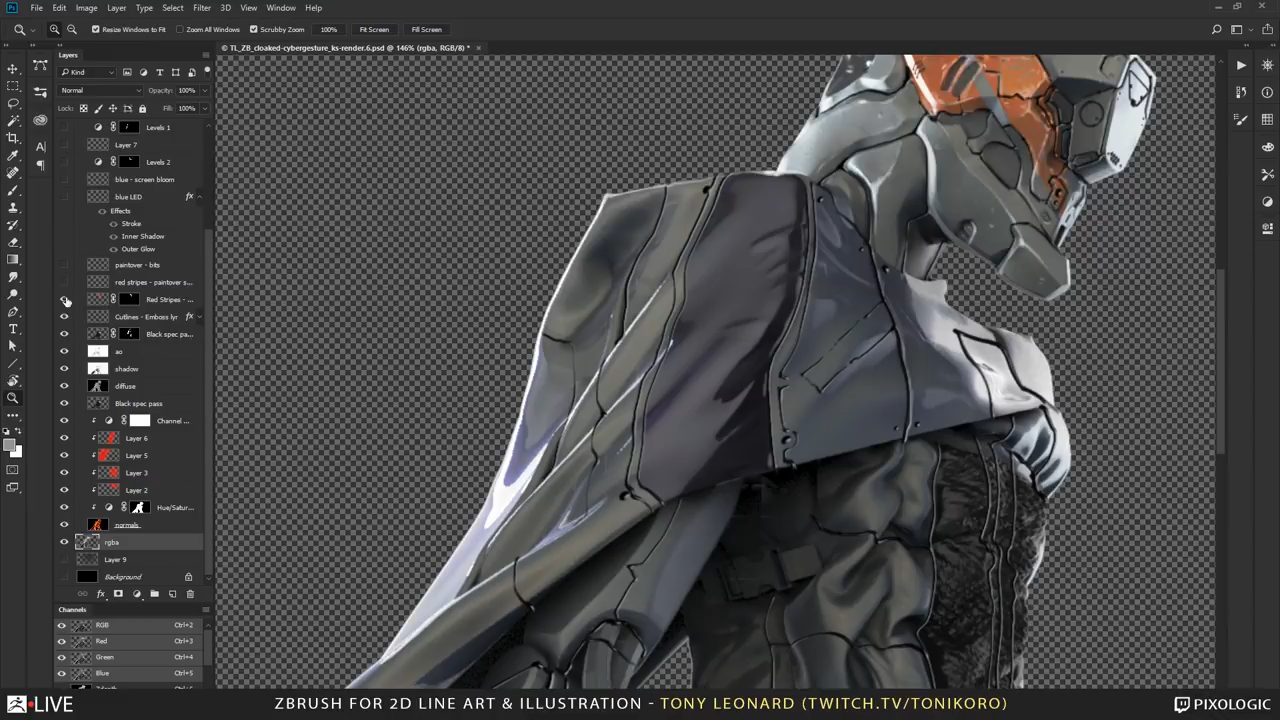 Ps File Edit Image Layer Type Select Filter 3D View Window Help
Resize Windows to Fit Zoom All Windows Scrubby Zoom 100% Fit Screen Fill Screen
Layers
© TL_ZB_cloaked-cybergesture_ks-render.6.psd @ 146% (rgba, RGB/8) *
Kind
Normal Opacity: 100%
Lock: Fill: 100%
Levels 1
Layer 7
Levels 2
blue - screen bloom
blue LED fx
Effects
Stroke
Inner Shadow
Outer Glow
paintover - bits
red stripes - paintover s...
Red Stripes - ...
Cutlines - Emboss lyr fx
Black spec pa...
ao
shadow
diffuse
Black spec pass
Channel ...
Layer 6
Layer 5
Layer 3
Layer 2
Hue/Satur...
normals
rgba
Layer 9
Background
fx
Channels
RGB Ctrl+2
Red Ctrl+3
Green Ctrl+4
Blue Ctrl+5
LIVE
ZBRUSH FOR 2D LINE ART & ILLUSTRATION - TONY LEONARD (TWITCH.TV/TONIKORO)
PIXOLOGIC